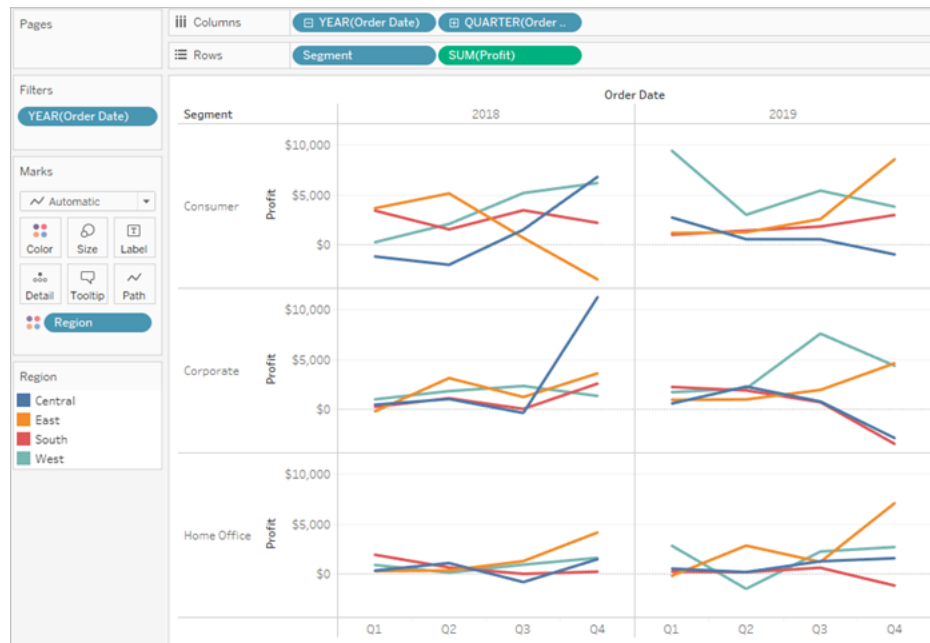 Pages
Columns
YEAR(Order Date)
QUARTER(Order ..
Rows
Segment
SUM(Profit)
Filters
YEAR(Order Date)
Marks
Automatic
Color
Size
Label
Detail
Tooltip
Path
Region
Region
Central
East
South
West
Order Date
Segment
2018
2019
Consumer
Profit
$10,000
$5,000
$0
Corporate
Profit
$10,000
$5,000
$0
Home Office
Profit
$10,000
$5,000
$0
Q1 Q2 Q3 Q4 Q1 Q2 Q3 Q4